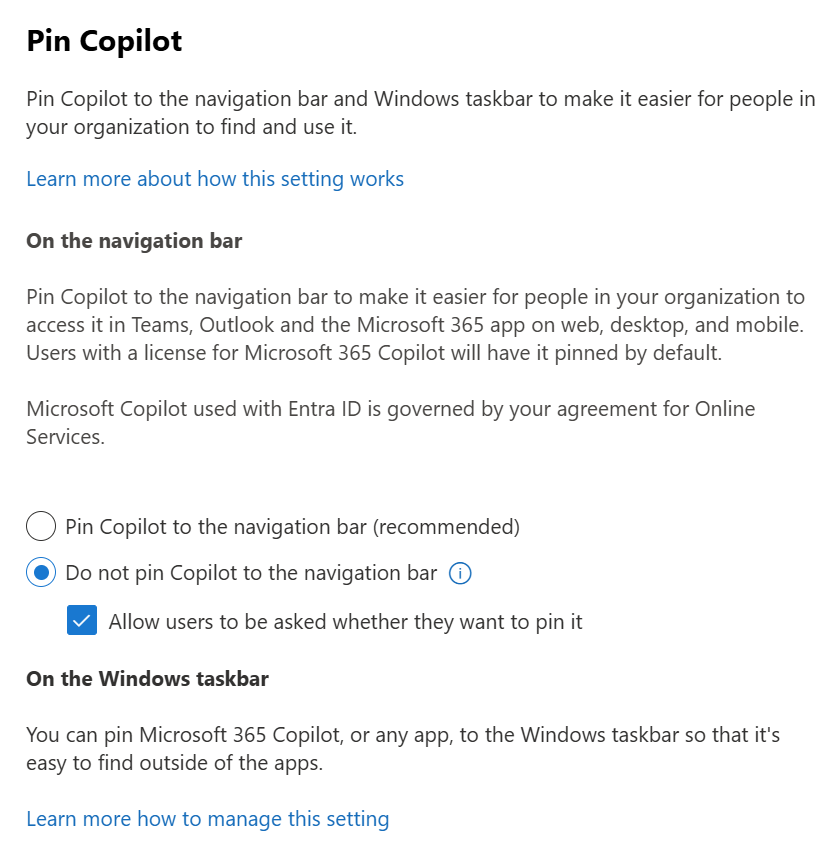 Pin Copilot
Pin Copilot to the navigation bar and Windows taskbar to make it easier for people in
your organization to find and use it.
Learn more about how this setting works
On the navigation bar
Pin Copilot to the navigation bar to make it easier for people in your organization to
access it in Teams, Outlook and the Microsoft 365 app on web, desktop, and mobile.
Users with a license for Microsoft 365 Copilot will have it pinned by default.
Microsoft Copilot used with Entra ID is governed by your agreement for Online
Services.
Pin Copilot to the navigation bar (recommended)
Do not pin Copilot to the navigation bar
Allow users to be asked whether they want to pin it
On the Windows taskbar
You can pin Microsoft 365 Copilot, or any app, to the Windows taskbar so that it's
easy to find outside of the apps.
Learn more how to manage this setting